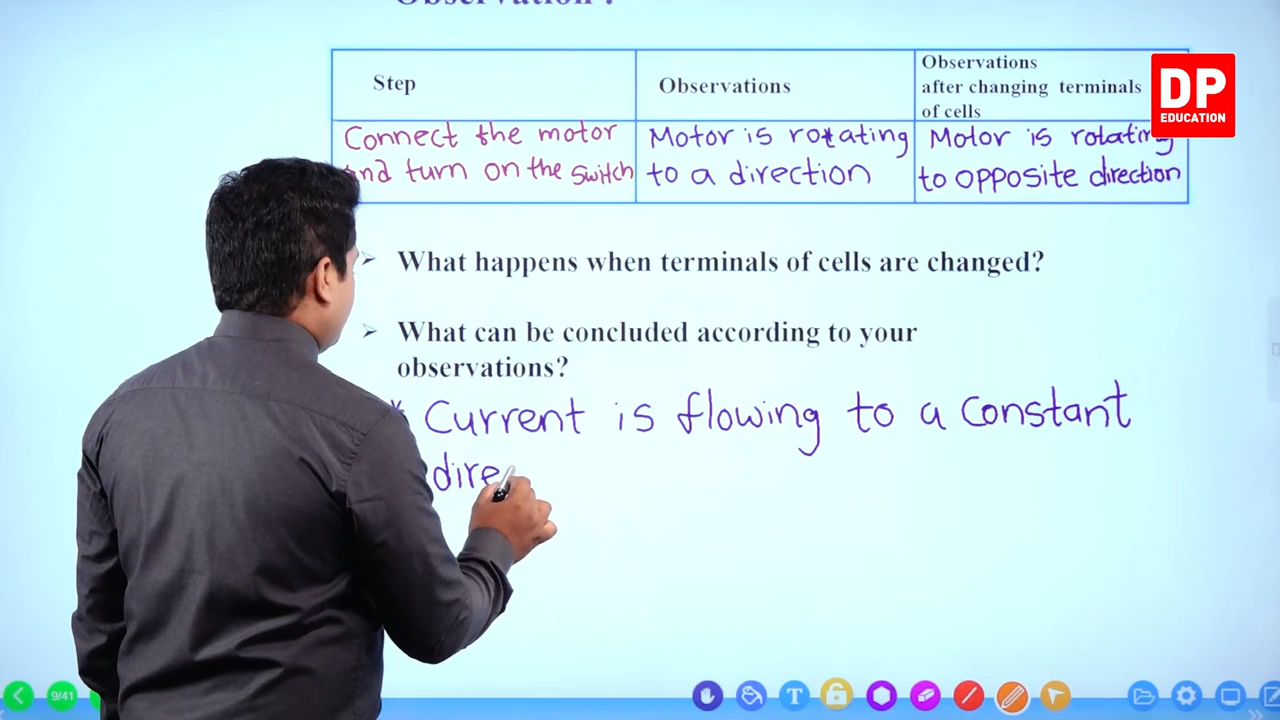 Observation :
Step
Observations
Observations
after changing terminals
of cells
DP
EDUCATION
Connect the motor
and turn on the switch
Motor is rotating
to a direction
Motor is rotating
to opposite direction
➢ What happens when terminals of cells are changed?
➢ What can be concluded according to your
observations?
* Current is flowing to a constant
dire
9/41